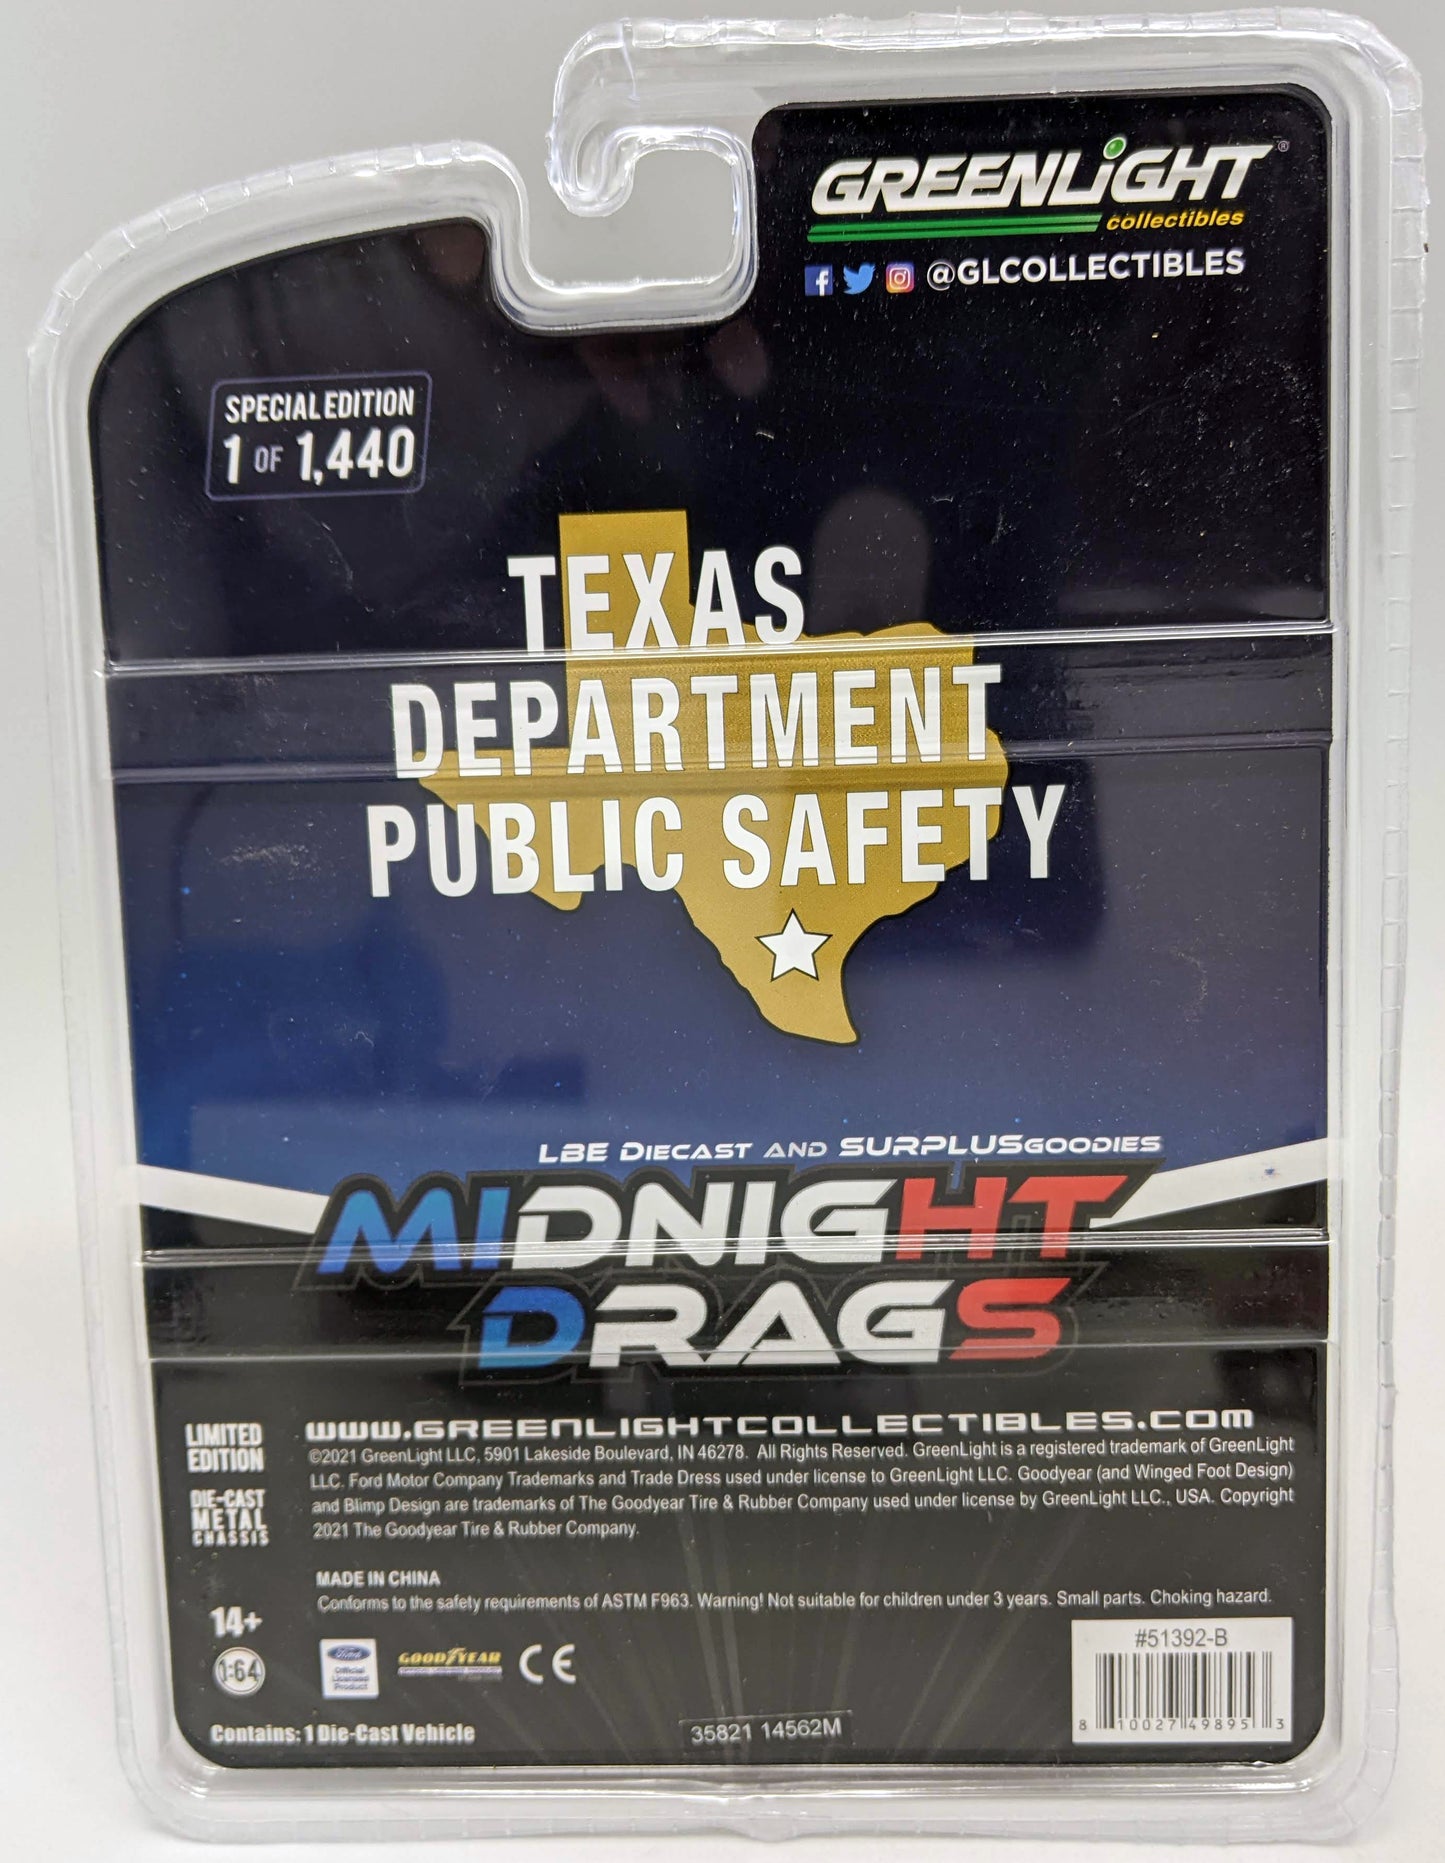 GREENLiGHT®
collectibles
@GLCOLLECTIBLES
SPECIAL EDITION
1 OF 1,440
TEXAS
DEPARTMENT
PUBLIC SAFETY
LBE DIECAST AND SURPLUSGOODIES
MIDNIGHT
DRAGS
LIMITED
EDITION
DIE-CAST
METAL
CHASSIS
WWW.GREENLIGHTCOLLECTIBLES.COM
©2021 GreenLight LLC, 5901 Lakeside Boulevard, IN 46278. All Rights Reserved. GreenLight is a registered trademark of GreenLight
LLC. Ford Motor Company Trademarks and Trade Dress used under license to GreenLight LLC. Goodyear (and Winged Foot Design)
and Blimp Design are trademarks of The Goodyear Tire & Rubber Company used under license by GreenLight LLC., USA. Copyright
2021 The Goodyear Tire & Rubber Company.
MADE IN CHINA
Conforms to the safety requirements of ASTM F963. Warning! Not suitable for children under 3 years. Small parts. Choking hazard.
14+
1:64
Ford
Official
Licensed
Product
GOODYEAR
CE
#51392-B
8 10027 49895 3
Contains: 1 Die-Cast Vehicle
35821 14562M